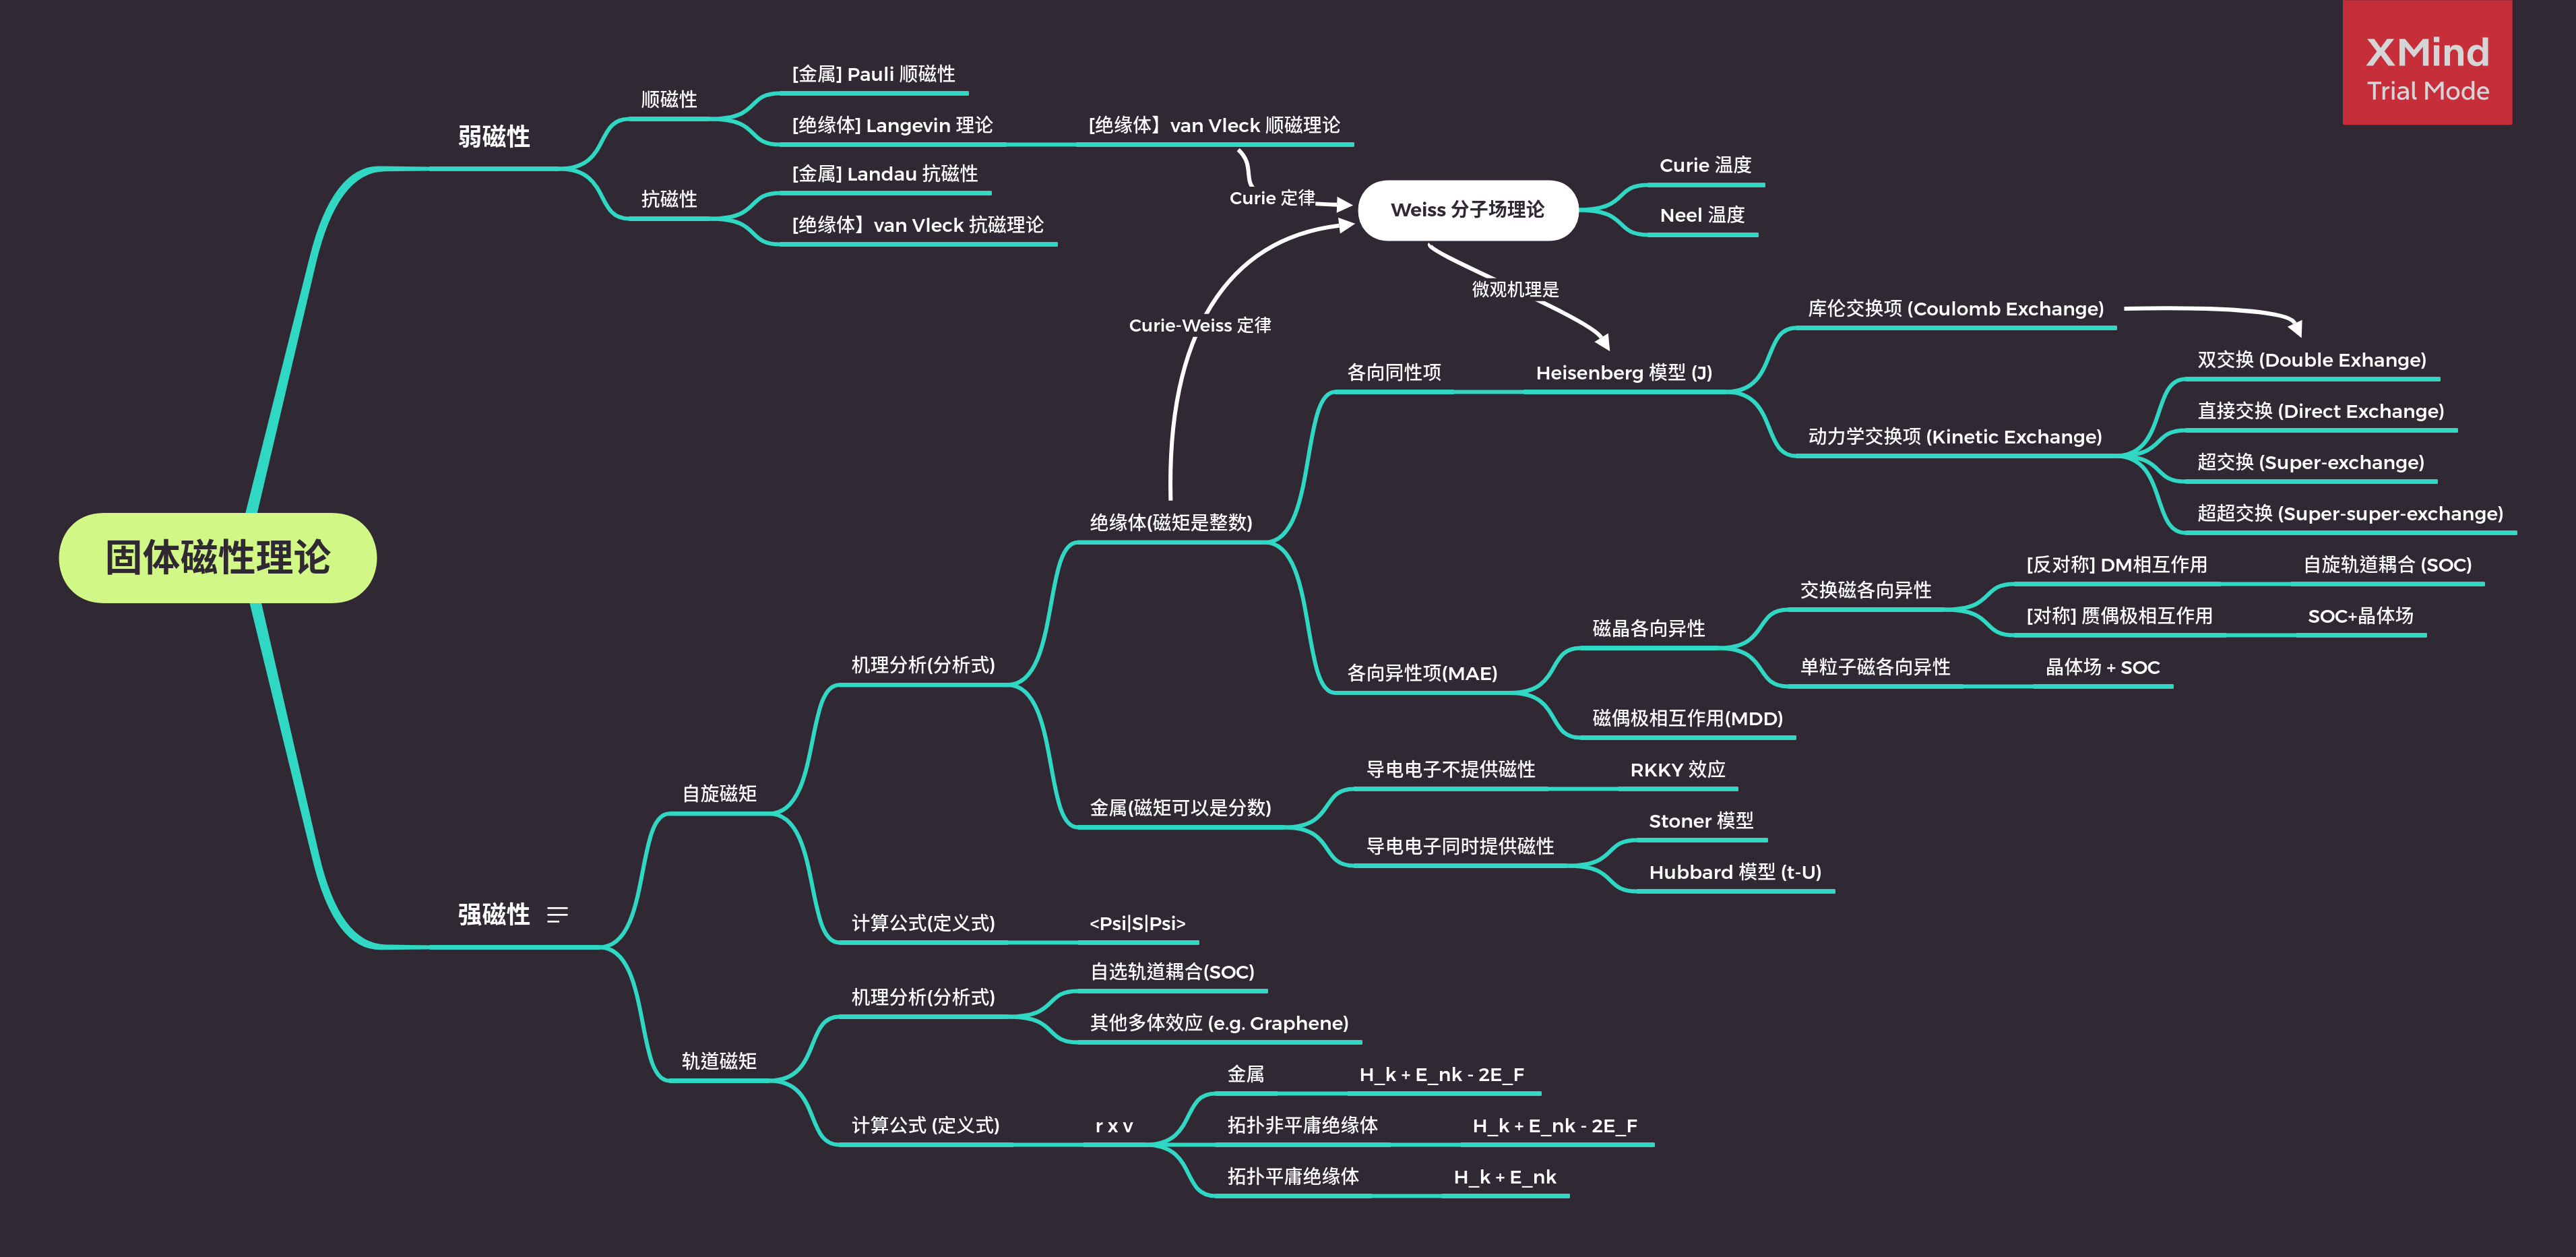 XMind
Trial Mode
固体磁性理论
弱磁性
顺磁性
[金属] Pauli 顺磁性
[绝缘体] Langevin 理论
[绝缘体】van Vleck 顺磁理论
抗磁性
[金属] Landau 抗磁性
[绝缘体】van Vleck 抗磁理论
Curie 定律
Weiss 分子场理论
Curie 温度
Neel 温度
Curie-Weiss 定律
微观机理是
强磁性
自旋磁矩
机理分析(分析式)
绝缘体(磁矩是整数)
各向同性项
Heisenberg 模型 (J)
库伦交换项 (Coulomb Exchange)
动力学交换项 (Kinetic Exchange)
双交换 (Double Exhange)
直接交换 (Direct Exchange)
超交换 (Super-exchange)
超超交换 (Super-super-exchange)
各向异性项(MAE)
磁晶各向异性
交换磁各向异性
[反对称] DM相互作用
自旋轨道耦合 (SOC)
[对称] 赝偶极相互作用
SOC+晶体场
单粒子磁各向异性
晶体场 + SOC
磁偶极相互作用(MDD)
金属(磁矩可以是分数)
导电电子不提供磁性
RKKY 效应
导电电子同时提供磁性
Stoner 模型
Hubbard 模型 (t-U)
计算公式(定义式)
<Psi|S|Psi>
轨道磁矩
机理分析(分析式)
自选轨道耦合(SOC)
其他多体效应 (e.g. Graphene)
计算公式 (定义式)
r x v
金属
H_k + E_nk - 2E_F
拓扑非平庸绝缘体
H_k + E_nk - 2E_F
拓扑平庸绝缘体
H_k + E_nk